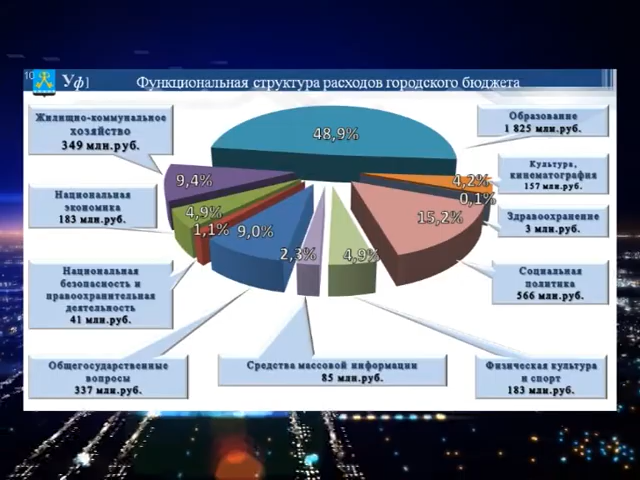 10
Функциональная структура расходов городского бюджета
Жилищно-коммунальное
хозяйство
349 млн.руб.
48,9%
Образование
1 825 млн.руб.
9,4%
4,2%
Культура,
кинематография
157 млн.руб.
Национальная
экономика
183 млн.руб.
4,9%
0,1%
Здравоохранение
3 млн.руб.
1,1%
9,0%
15,2%
2,3%
4,9%
Национальная
безопасность и
правоохранительная
деятельность
41 млн.руб.
Социальная
политика
566 млн.руб.
Общегосударственные
вопросы
337 млн.руб.
Средства массовой информации
85 млн.руб.
Физическая культура
и спорт
183 млн.руб.